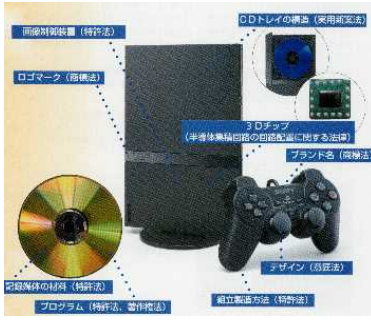 画像制御装置（特許法）
CDトレイの構造（実用新案法）
ロゴマーク（商標法）
3Dチップ
（半導体集積回路の回路配置に関する法律）
ブランド名（商標法）
SONY
デザイン（意匠法）
記録媒体の材料（特許法）
組立製造方法（特許法）
プログラム（特許法、著作権法）